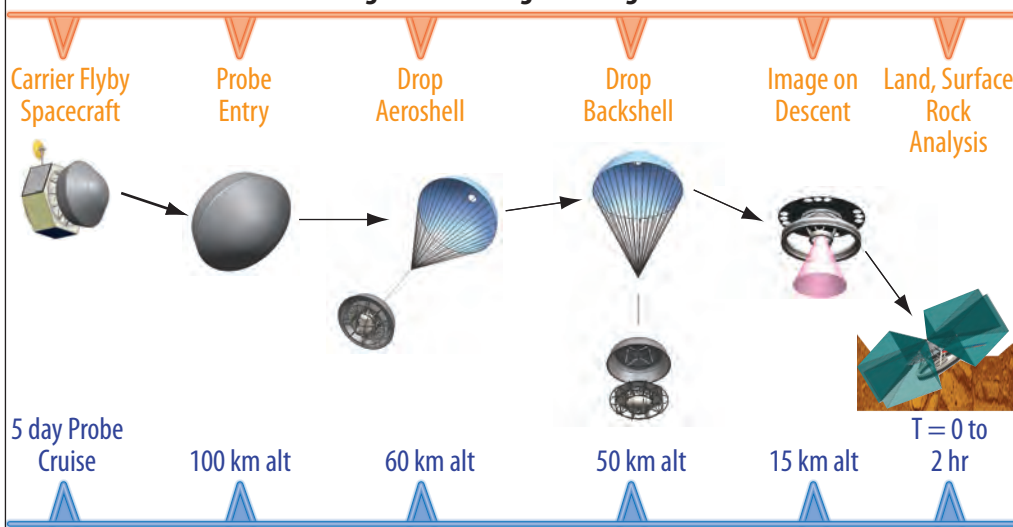 Carrier Flyby
Spacecraft
Probe
Entry
Drop
Aeroshell
Drop
Backshell
Image on
Descent
Land, Surface
Rock
Analysis
5 day Probe
Cruise
100 km alt
60 km alt
50 km alt
15 km alt
T = 0 to
2 hr